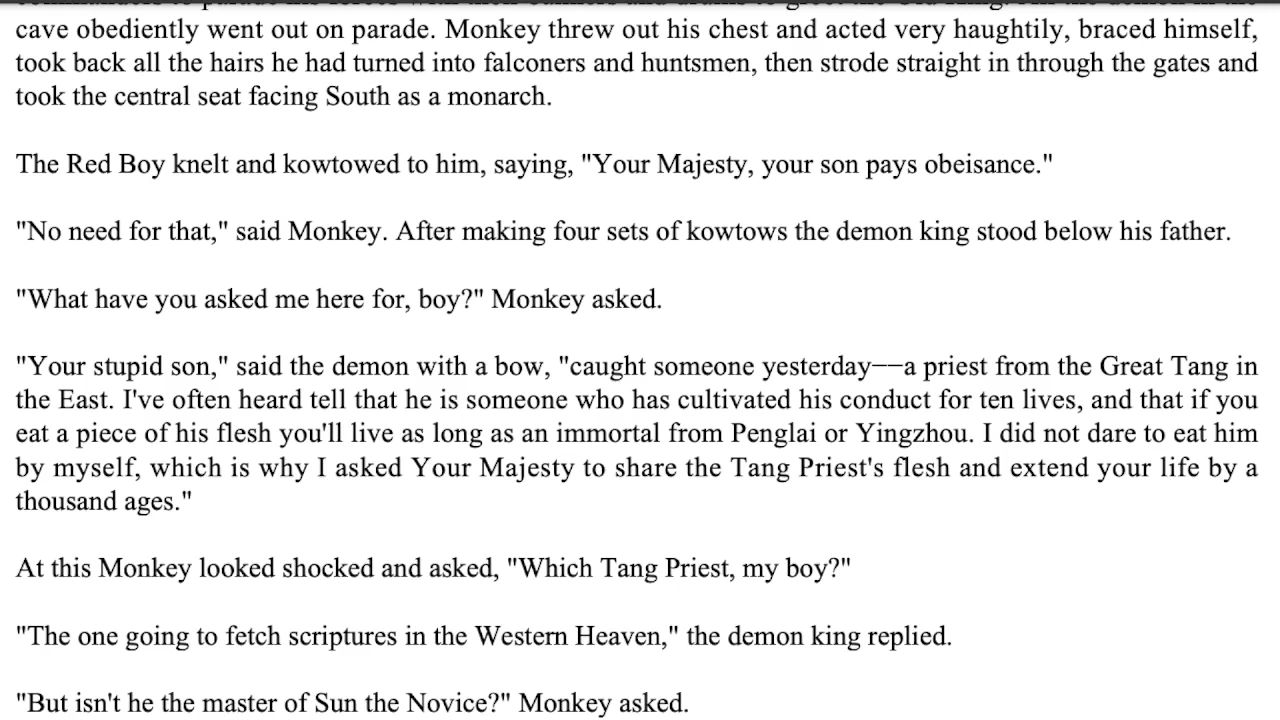 cave obediently went out on parade. Monkey threw out his chest and acted very haughtily, braced himself,
took back all the hairs he had turned into falconers and huntsmen, then strode straight in through the gates and
took the central seat facing South as a monarch.
The Red Boy knelt and kowtowed to him, saying, "Your Majesty, your son pays obeisance."
"No need for that," said Monkey. After making four sets of kowtows the demon king stood below his father.
"What have you asked me here for, boy?" Monkey asked.
"Your stupid son," said the demon with a bow, "caught someone yesterday——a priest from the Great Tang in
the East. I've often heard tell that he is someone who has cultivated his conduct for ten lives, and that if you
eat a piece of his flesh you'll live as long as an immortal from Penglai or Yingzhou. I did not dare to eat him
by myself, which is why I asked Your Majesty to share the Tang Priest's flesh and extend your life by a
thousand ages."
At this Monkey looked shocked and asked, "Which Tang Priest, my boy?"
"The one going to fetch scriptures in the Western Heaven," the demon king replied.
"But isn't he the master of Sun the Novice?" Monkey asked.